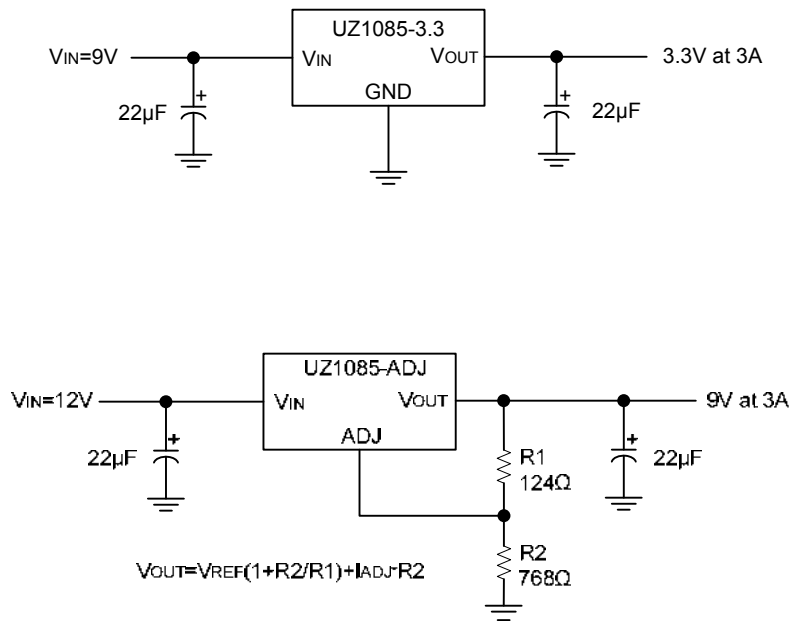 UZ1085-3.3
VIN=9V
VIN
VOUT
3.3V at 3A
GND
+
22µF
+
22µF
UZ1085-ADJ
VIN=12V
VIN
VOUT
9V at 3A
ADJ
+
22µF
R1
124Ω
+
22µF
R2
768Ω
VOUT=VREF(1+R2/R1)+IADJ·R2